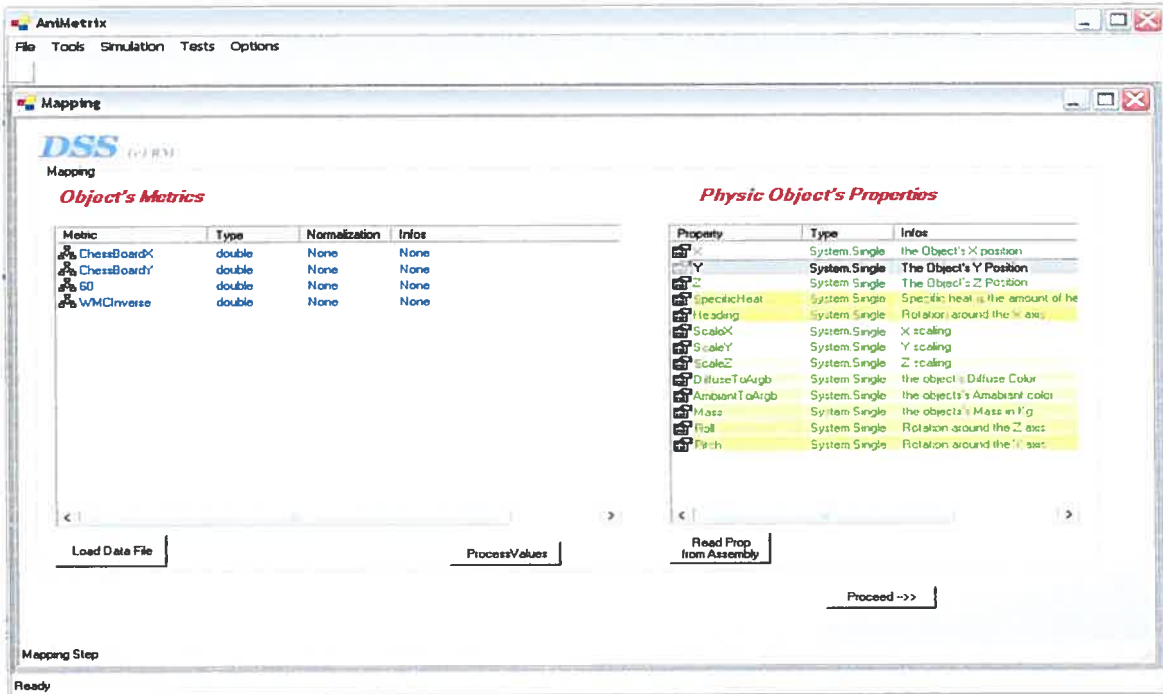 AniMetrix
File Tools Simulation Tests Options
Mapping
DSS
Mapping
Object's Metrics
Metric Type Normalization Infos
ChessBoardX double None None
ChessBoardY double None None
60 double None None
WMCInverse double None None
Load Data File
ProcessValues
Physic Object's Properties
Property Type Infos
X System.Single the Object's X position
Y System.Single The Object's Y Position
Z System.Single The Object's Z Position
SpecificHeat System.Single Specific heat is the amount of he
Heading System.Single Rotation around the axis
ScaleX System.Single X scaling
ScaleY System.Single Y scaling
ScaleZ System.Single Z scaling
DiffuseToArgb System.Single the object's Diffuse Color
AmbiantToArgb System.Single the objects's Amabiant color
Mass System.Single the objects's Mass in Kg
Roll System.Single Rotation around the Z axis
Pitch System.Single Rotation around the axis
Read Prop
from Assembly
Proceed -->>
Mapping Step
Ready